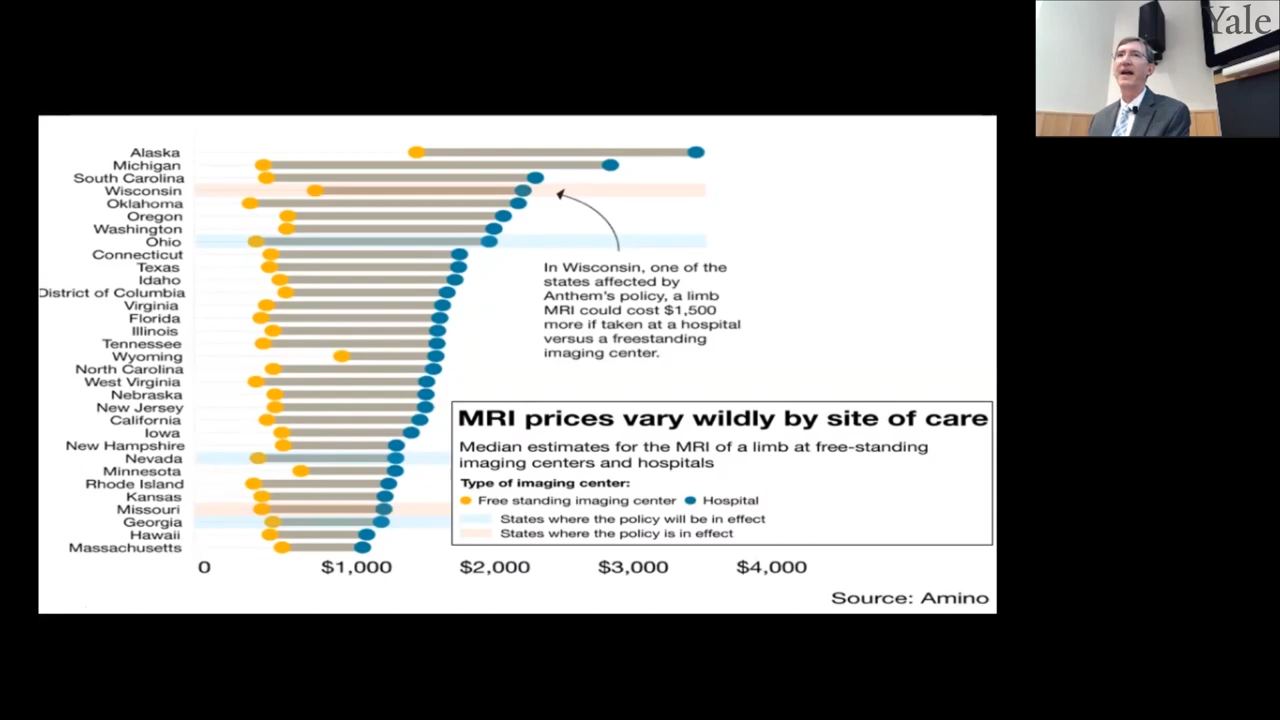 Yale
Alaska
Michigan
South Carolina
Wisconsin
Oklahoma
Oregon
Washington
Ohio
Connecticut
Texas
Idaho
District of Columbia
Virginia
Florida
Illinois
Tennessee
Wyoming
North Carolina
West Virginia
Nebraska
New Jersey
California
Iowa
New Hampshire
Nevada
Minnesota
Rhode Island
Kansas
Missouri
Georgia
Hawaii
Massachusetts
In Wisconsin, one of the
states affected by
Anthem's policy, a limb
MRI could cost $1,500
more if taken at a hospital
versus a freestanding
imaging center.
MRI prices vary wildly by site of care
Median estimates for the MRI of a limb at free-standing
imaging centers and hospitals
Type of imaging center:
Free standing imaging center Hospital
States where the policy will be in effect
States where the policy is in effect
0 $1,000 $2,000 $3,000 $4,000
Source: Amino